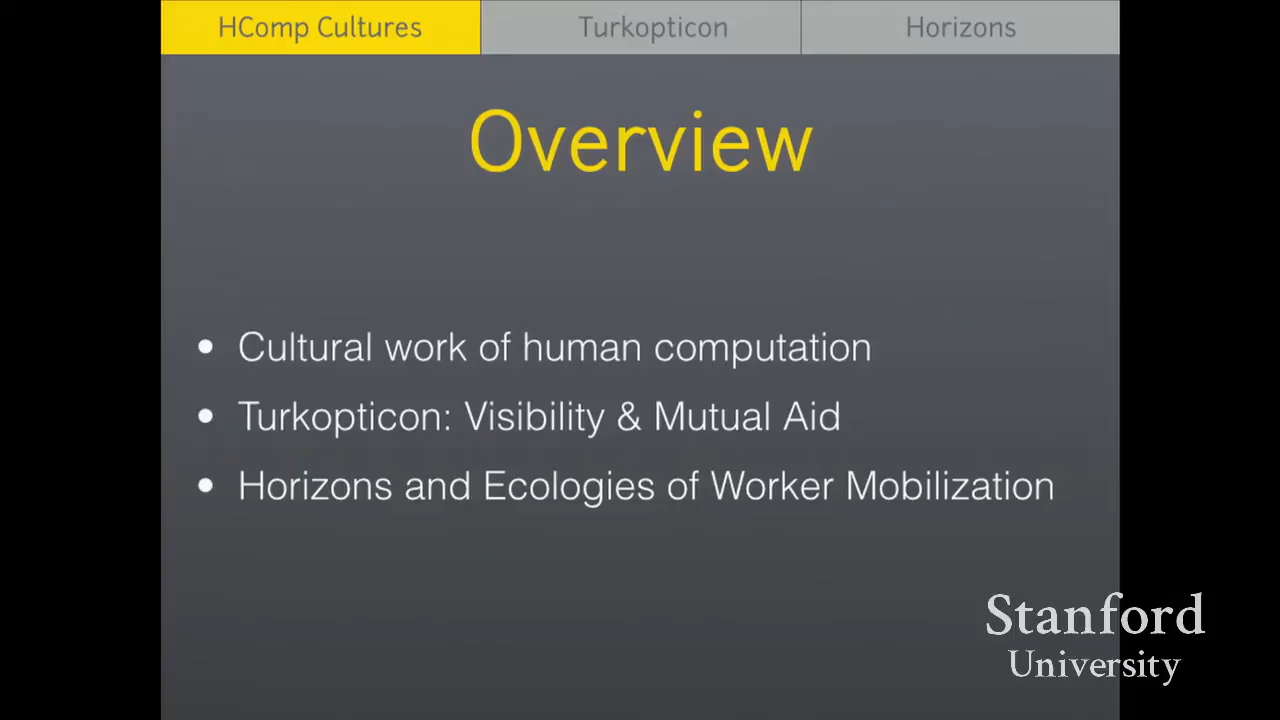 HComp Cultures
Turkopticon
Horizons
Overview
• Cultural work of human computation
• Turkopticon: Visibility & Mutual Aid
• Horizons and Ecologies of Worker Mobilization
Stanford
University